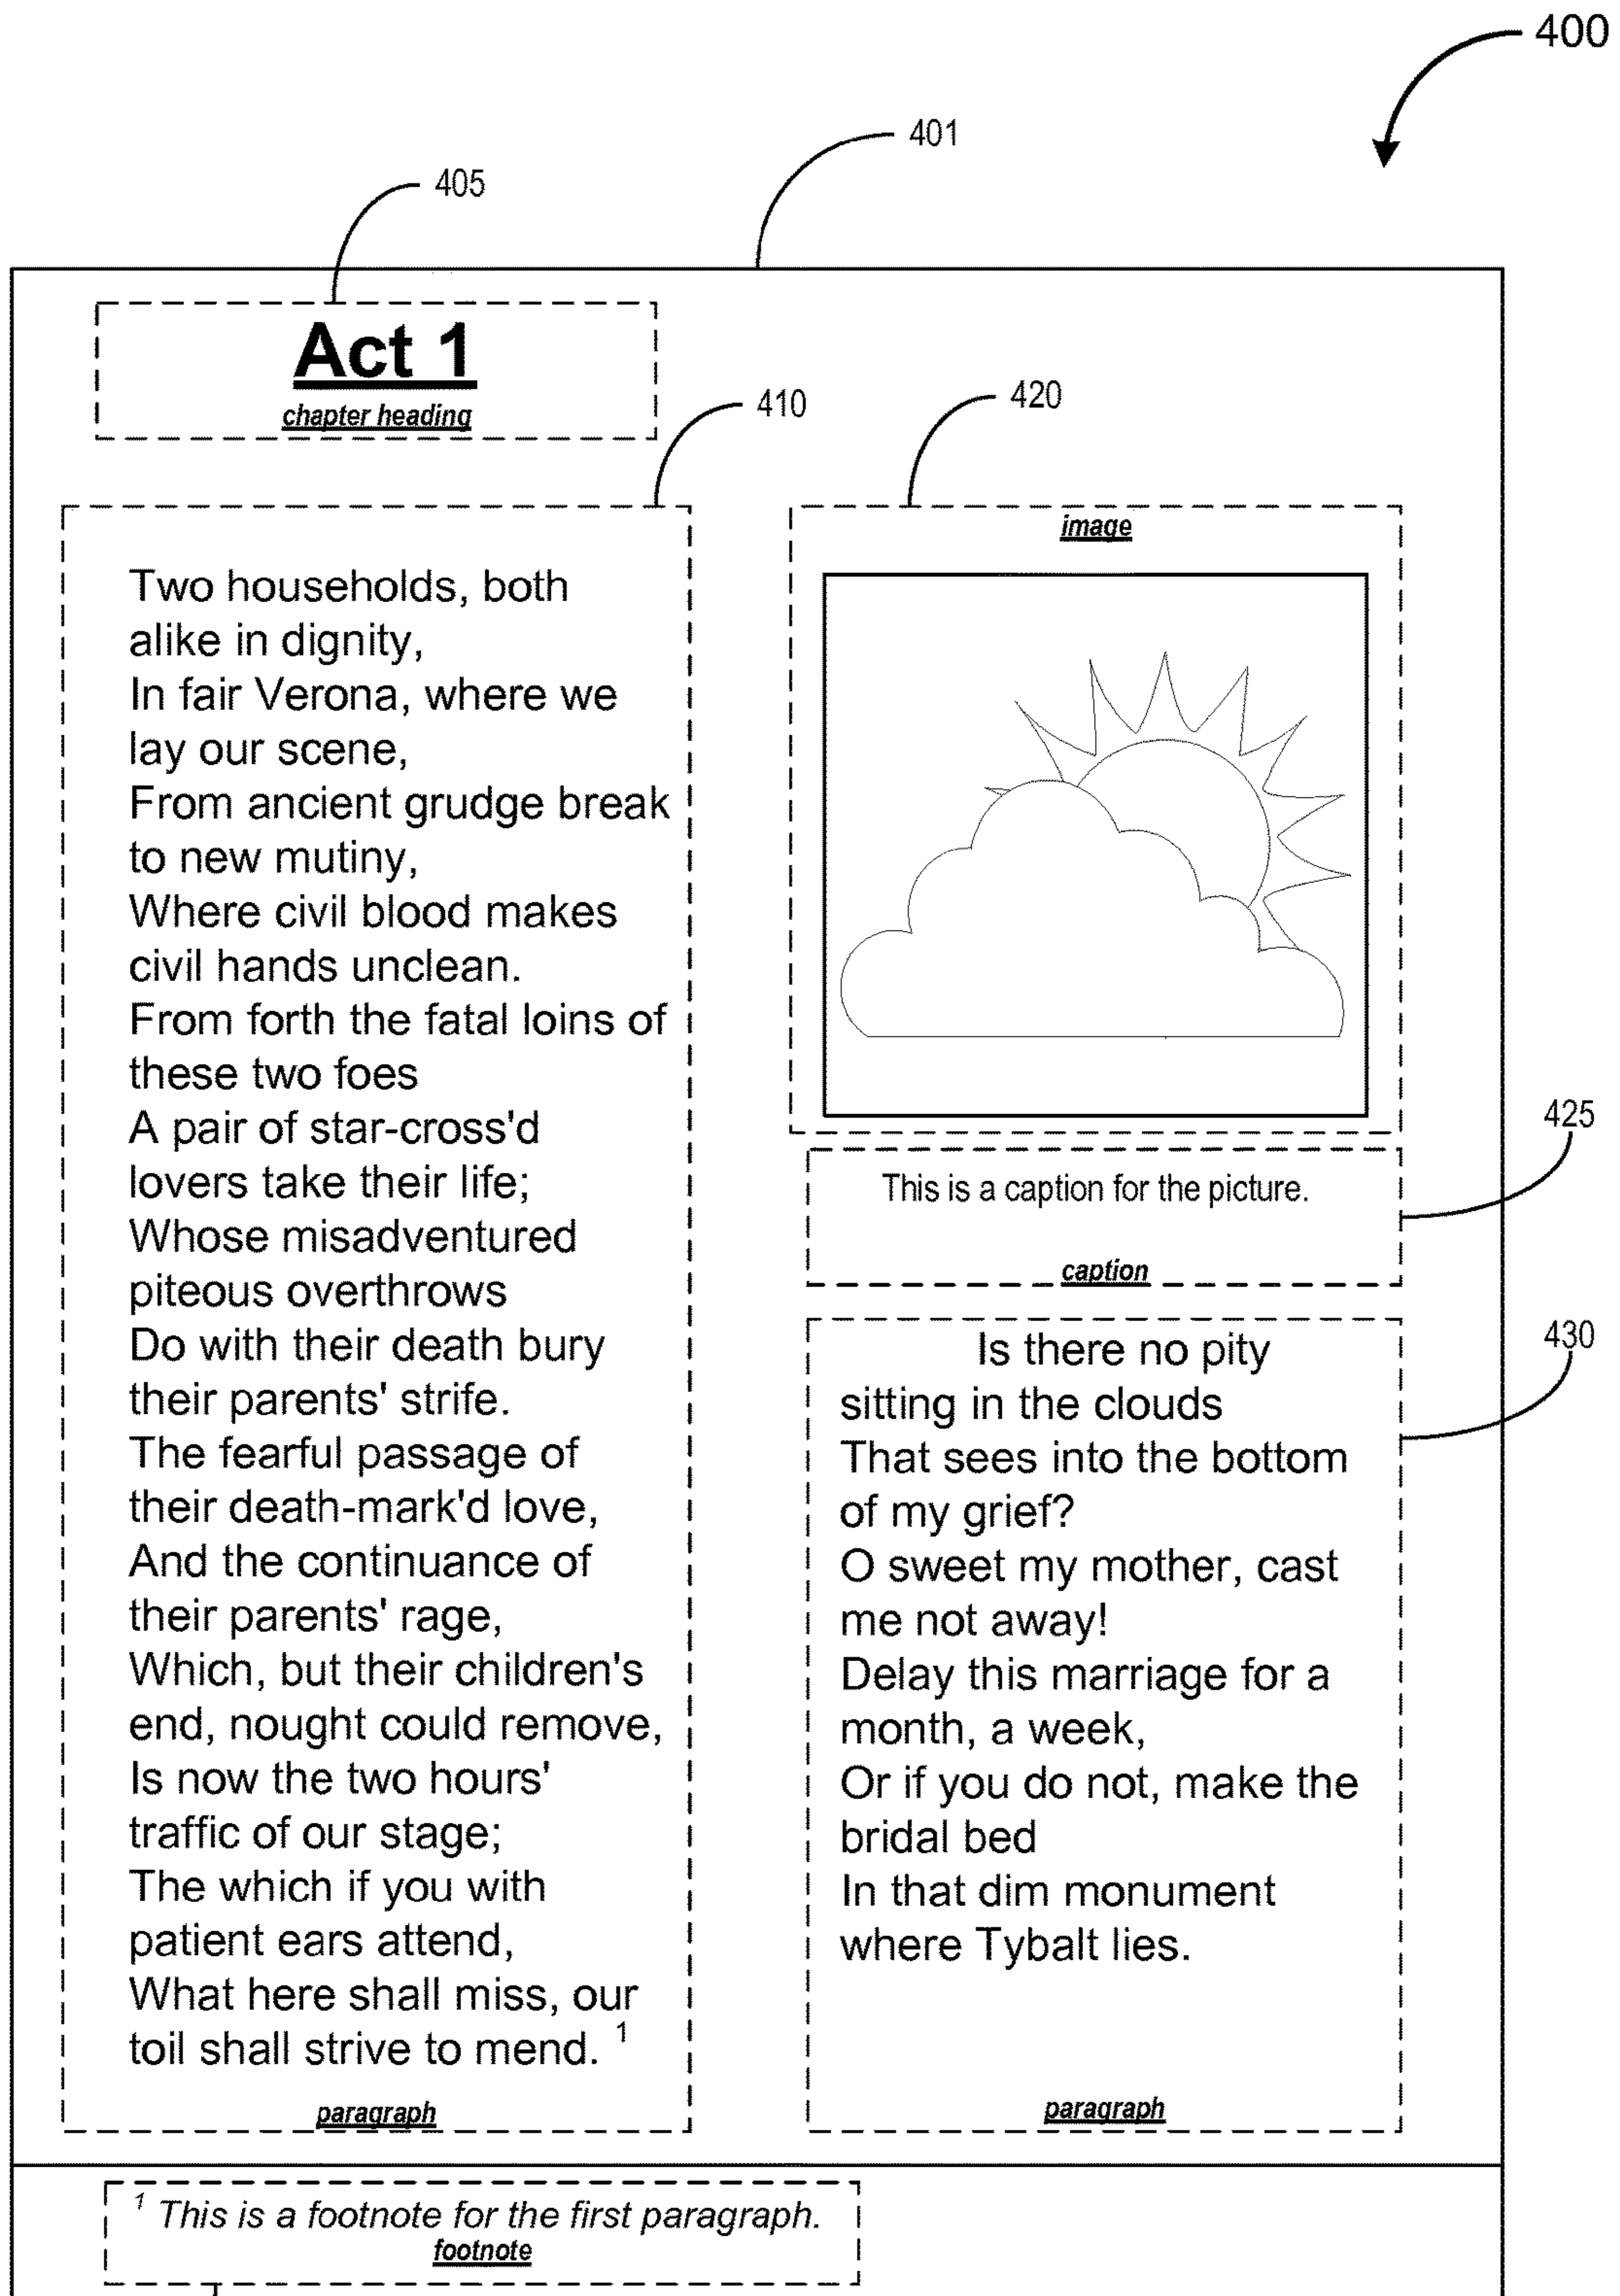 400
401
405
Act 1
chapter heading
410
Two households, both
alike in dignity,
In fair Verona, where we
lay our scene,
From ancient grudge break
to new mutiny,
Where civil blood makes
civil hands unclean.
From forth the fatal loins of
these two foes
A pair of star-cross'd
lovers take their life;
Whose misadventured
piteous overthrows
Do with their death bury
their parents' strife.
The fearful passage of
their death-mark'd love,
And the continuance of
their parents' rage,
Which, but their children's
end, nought could remove,
Is now the two hours'
traffic of our stage;
The which if you with
patient ears attend,
What here shall miss, our
toil shall strive to mend. 1
paragraph
420
image
425
This is a caption for the picture.
caption
430
Is there no pity
sitting in the clouds
That sees into the bottom
of my grief?
O sweet my mother, cast
me not away!
Delay this marriage for a
month, a week,
Or if you do not, make the
bridal bed
In that dim monument
where Tybalt lies.
paragraph
1 This is a footnote for the first paragraph.
footnote